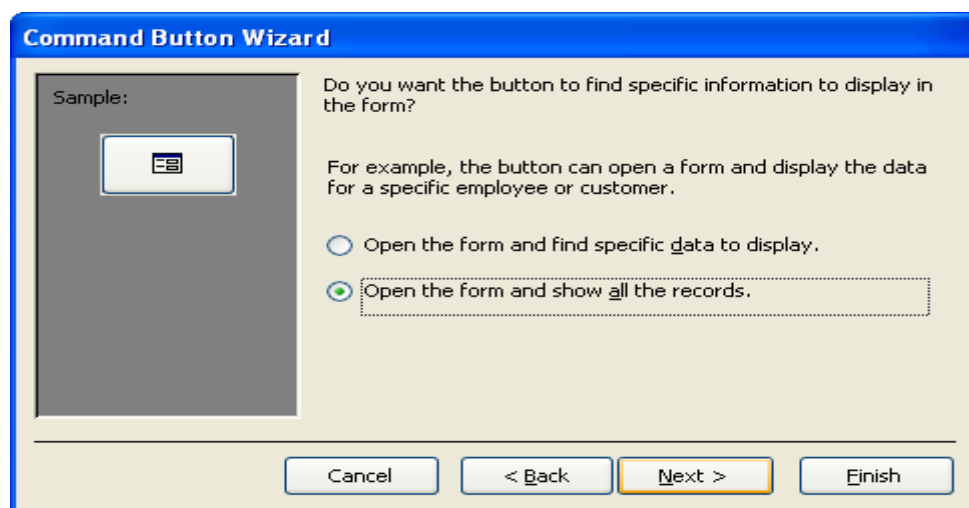 Command Button Wizard
Sample:
Do you want the button to find specific information to display in
the form?
For example, the button can open a form and display the data
for a specific employee or customer.
Open the form and find specific data to display.
Open the form and show all the records.
Cancel
< Back
Next >
Finish